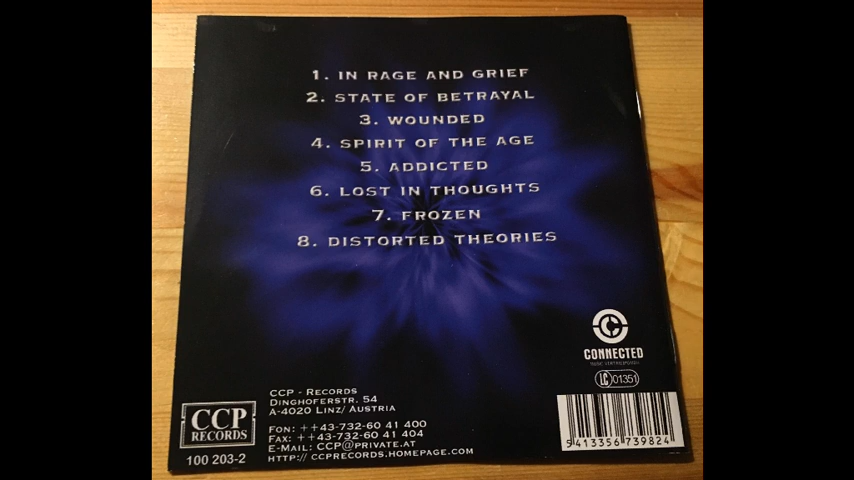 1. IN RAGE AND GRIEF
2. STATE OF BETRAYAL
3. WOUNDED
4. SPIRIT OF THE AGE
5. ADDICTED
6. LOST IN THOUGHTS
7. FROZEN
8. DISTORTED THEORIES
CONNECTED
LC 01351
CCP - RECORDS
DINGHOFERSTR. 54
A-4020 LINZ/ AUSTRIA
FON: ++43-732-60 41 400
FAX: ++43-732-60 41 404
E-MAIL: CCP@PRIVATE.AT
HTTP:// CCPRECORDS.HOMEPAGE.COM
CCP
RECORDS
100 203-2
5 413356 739824